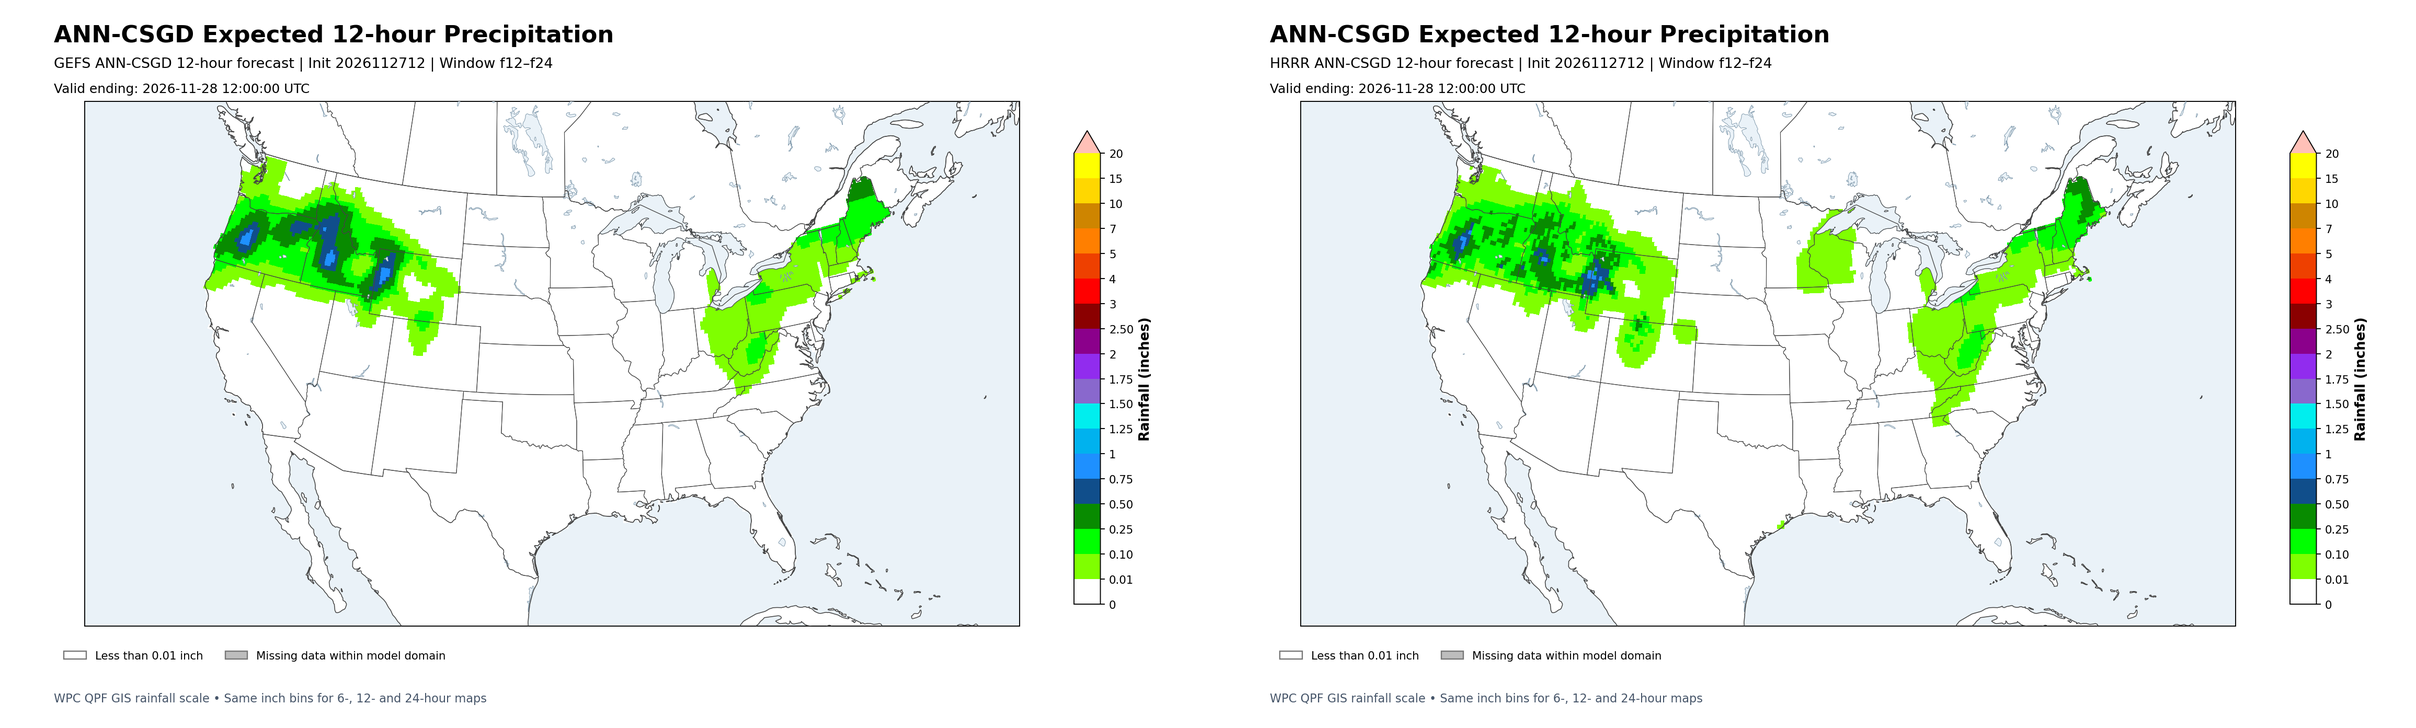 ANN-CSGD Expected 12-hour Precipitation
GEFS ANN-CSGD 12-hour forecast | Init 2026112712 | Window f12–f24
Valid ending: 2026-11-28 12:00:00 UTC
20
15
10
7
5
4
3
2.50
2
1.75
1.50
1.25
1
0.75
0.50
0.25
0.10
0.01
0
Rainfall (inches)
Less than 0.01 inch
Missing data within model domain
WPC QPF GIS rainfall scale • Same inch bins for 6-, 12- and 24-hour maps
ANN-CSGD Expected 12-hour Precipitation
HRRR ANN-CSGD 12-hour forecast | Init 2026112712 | Window f12–f24
Valid ending: 2026-11-28 12:00:00 UTC
20
15
10
7
5
4
3
2.50
2
1.75
1.50
1.25
1
0.75
0.50
0.25
0.10
0.01
0
Rainfall (inches)
Less than 0.01 inch
Missing data within model domain
WPC QPF GIS rainfall scale • Same inch bins for 6-, 12- and 24-hour maps